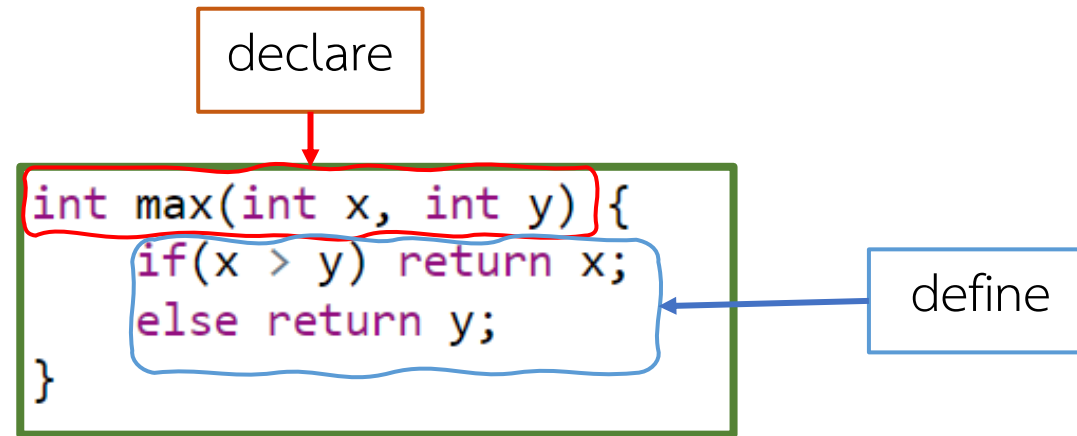 declare
int max(int x, int y) {
if(x > y) return x;
else return y;
}
define